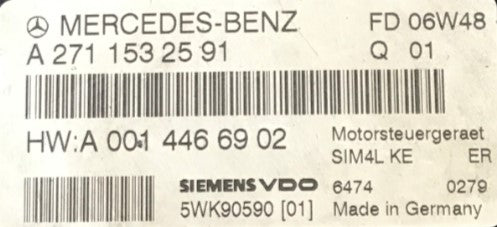 MERCEDES-BENZ FD 06W48
A 271 153 25 91 Q 01
HW:A 001 446 69 02 Motorsteuergeraet
SIM4L KE ER
SIEMENS VDO 6474 0279
5WK90590 [01] Made in Germany